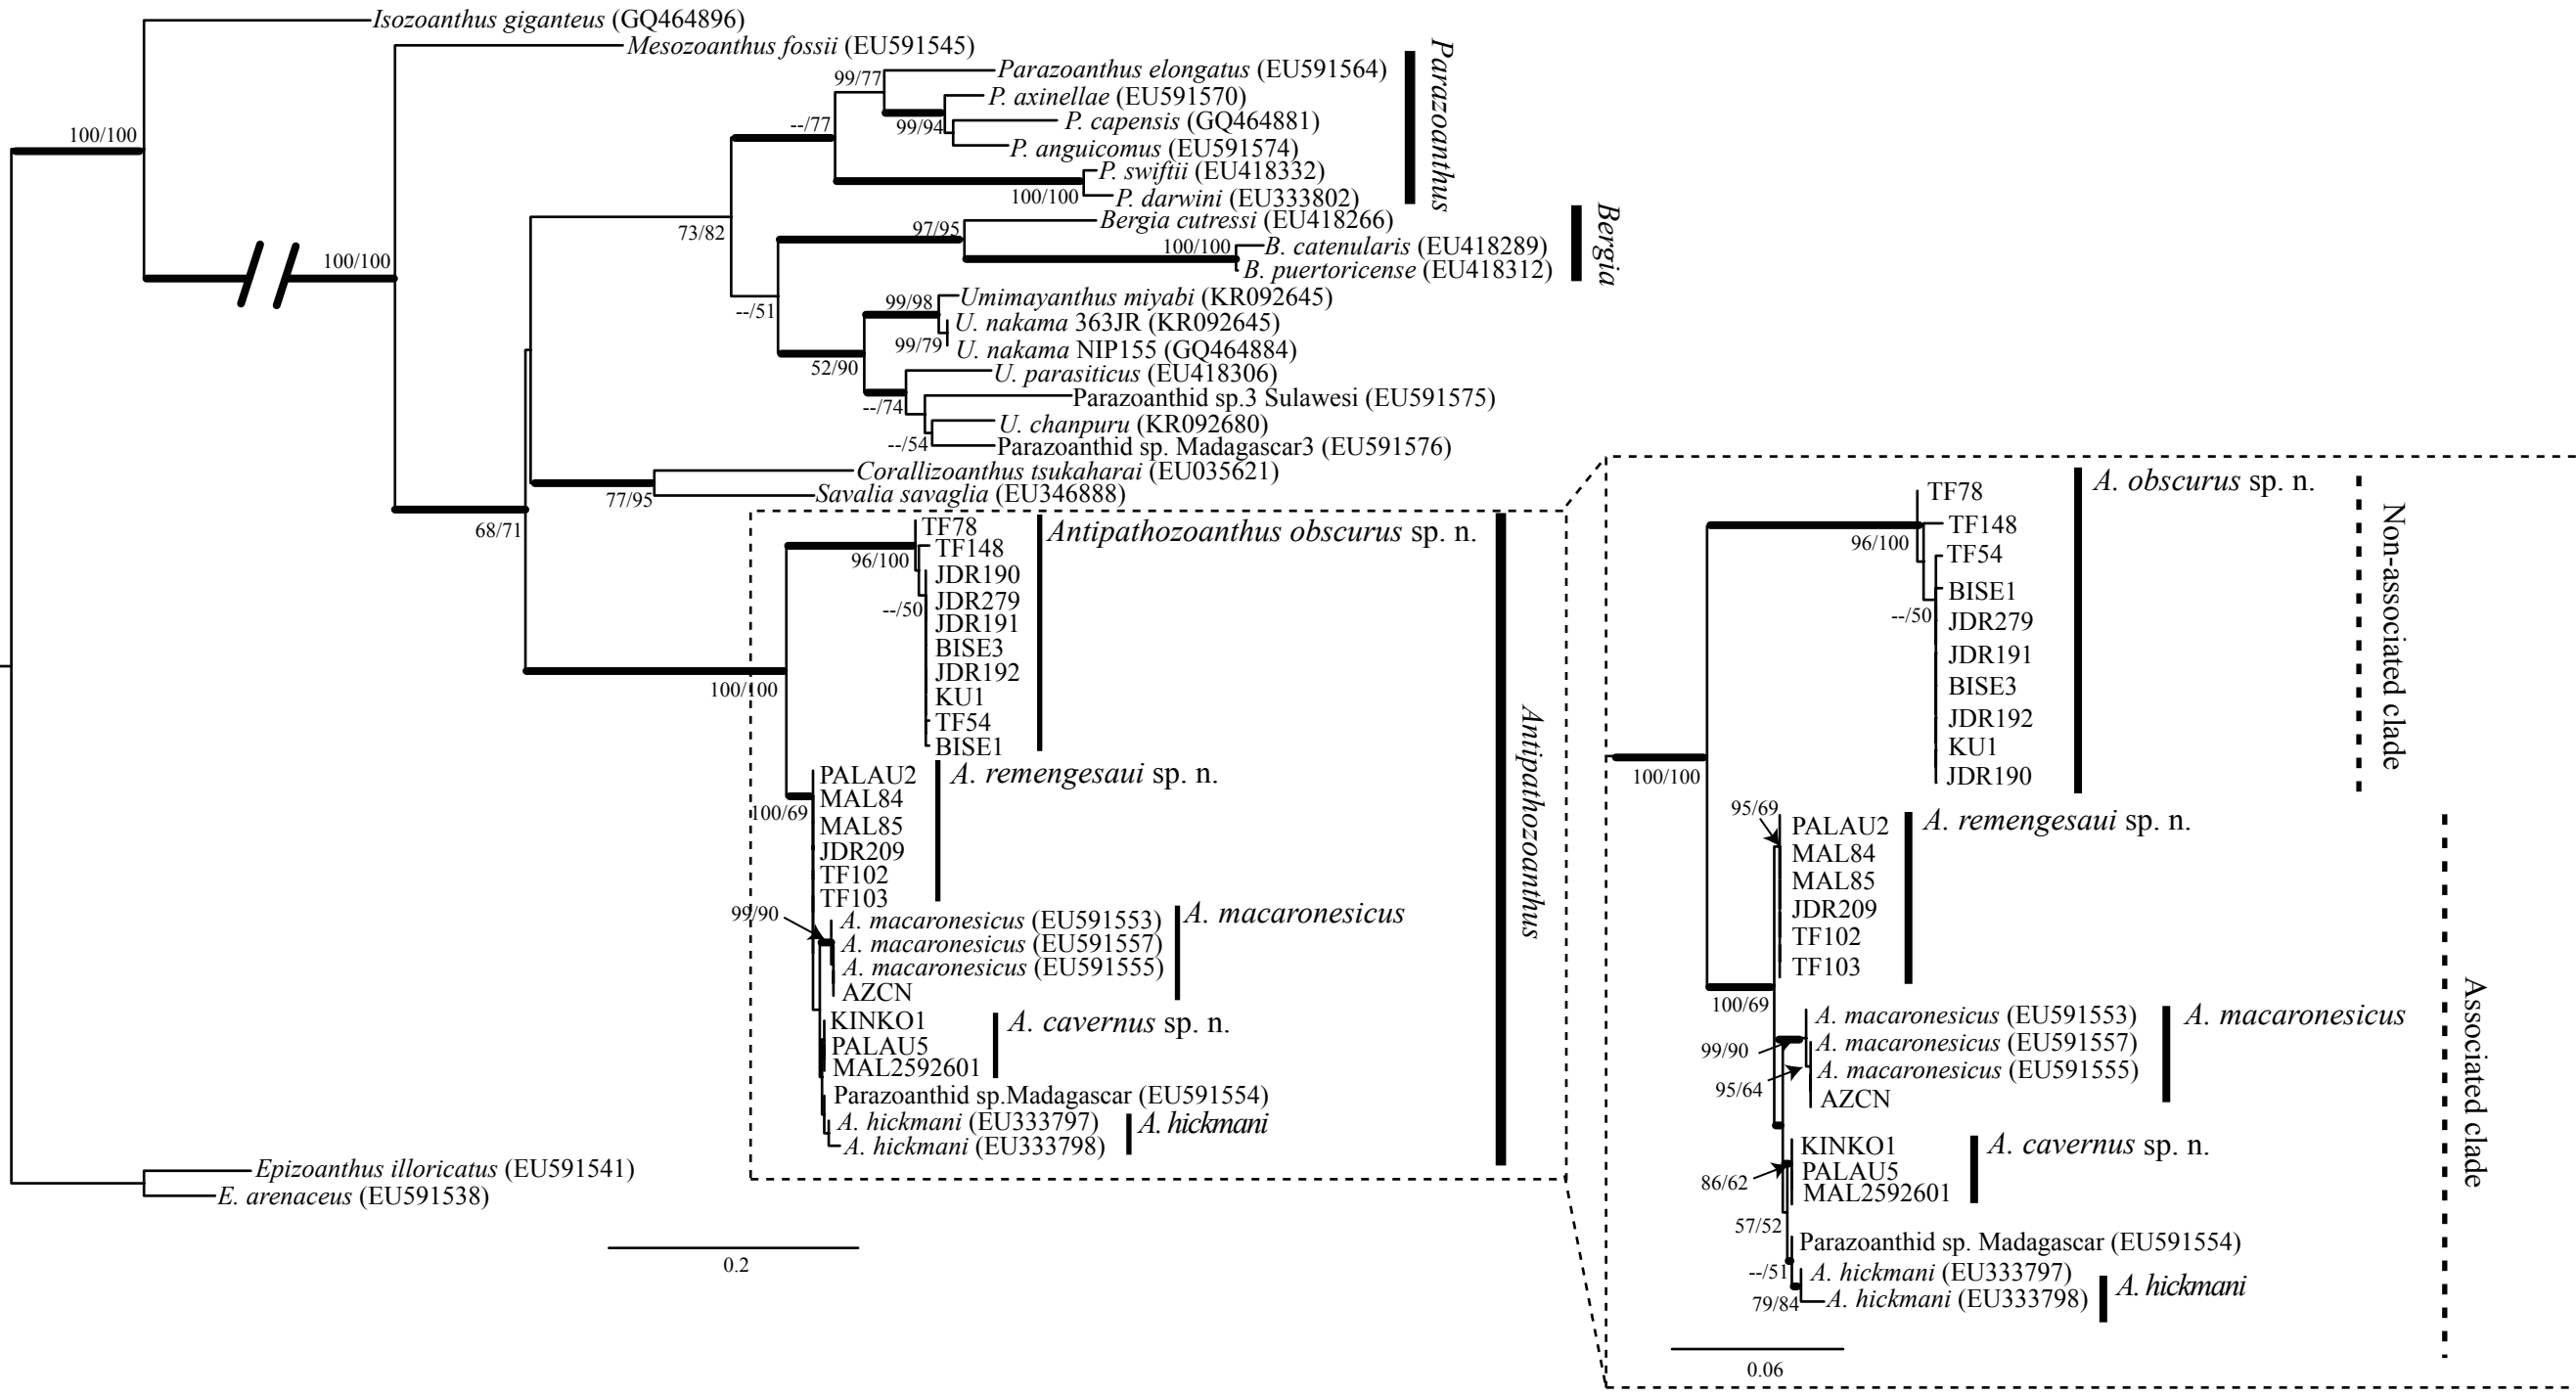 Isozoanthus giganteus (GQ464896)
Mesozoanthus fossii (EU591545)
Parazoanthus elongatus (EU591564)
99/77
P. axinellae (EU591570)
P. capensis (GQ464881)
99/94
--/77
100/100
P. anguicomus (EU591574)
P. swiftii (EU418332)
100/100
P. darwini (EU333802)
Parazoanthus
Bergia cutressi (EU418266)
97/95
73/82
100/100
B. catenularis (EU418289)
B. puertoricense (EU418312)
Bergia
100/100
Umimayanthus miyabi (KR092645)
99/98
--/51
U. nakama 363JR (KR092645)
99/79
U. nakama NIP155 (GQ464884)
52/90
U. parasiticus (EU418306)
Parazoanthid sp.3 Sulawesi (EU591575)
--/74
U. chanpuru (KR092680)
--/54
Parazoanthid sp. Madagascar3 (EU591576)
Corallizoanthus tsukaharai (EU035621)
77/95
Savalia savaglia (EU346888)
68/71
TF78
Antipathozoanthus obscurus sp. n.
TF148
96/100
JDR190
JDR279
--/50
JDR191
BISE3
JDR192
100/100
KU1
TF54
BISE1
PALAU2
A. remengesaui sp. n.
MAL84
100/69
MAL85
JDR209
TF102
TF103
99/90
A. macaronesicus (EU591553)
A. macaronesicus
A. macaronesicus (EU591557)
A. macaronesicus (EU591555)
AZCN
KINKO1
A. cavernus sp. n.
PALAU5
MAL2592601
Parazoanthid sp.Madagascar (EU591554)
A. hickmani (EU333797)
A. hickmani
A. hickmani (EU333798)
Antipathozoanthus
Epizoanthus illoricatus (EU591541)
E. arenaceus (EU591538)
0.2
A. obscurus sp. n.
TF78
TF148
96/100
TF54
BISE1
--/50
JDR279
JDR191
BISE3
JDR192
KU1
100/100
JDR190
Non-associated clade
95/69
A. remengesaui sp. n.
PALAU2
MAL84
MAL85
JDR209
TF102
TF103
100/69
A. macaronesicus (EU591553)
A. macaronesicus
99/90
A. macaronesicus (EU591557)
A. macaronesicus (EU591555)
95/64
AZCN
KINKO1
A. cavernus sp. n.
PALAU5
86/62
MAL2592601
57/52
Parazoanthid sp. Madagascar (EU591554)
--/51
A. hickmani (EU333797)
A. hickmani
79/84
A. hickmani (EU333798)
Associated clade
0.06